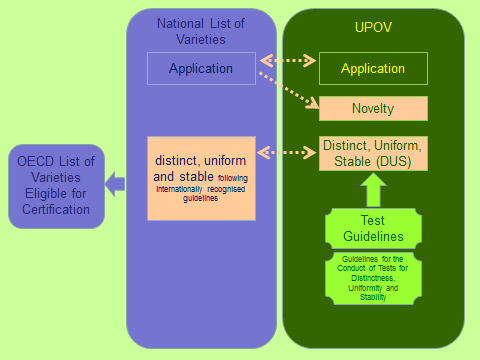 National List of
Varieties
Application
distinct, uniform
and stable following
internationally recognised
guidelines
OECD List of
Varieties
Eligible for
Certification
UPOV
Application
Novelty
Distinct, Uniform,
Stable (DUS)
Test
Guidelines
Guidelines for the
Conduct of Tests for
Distinctness,
Uniformity and
Stability